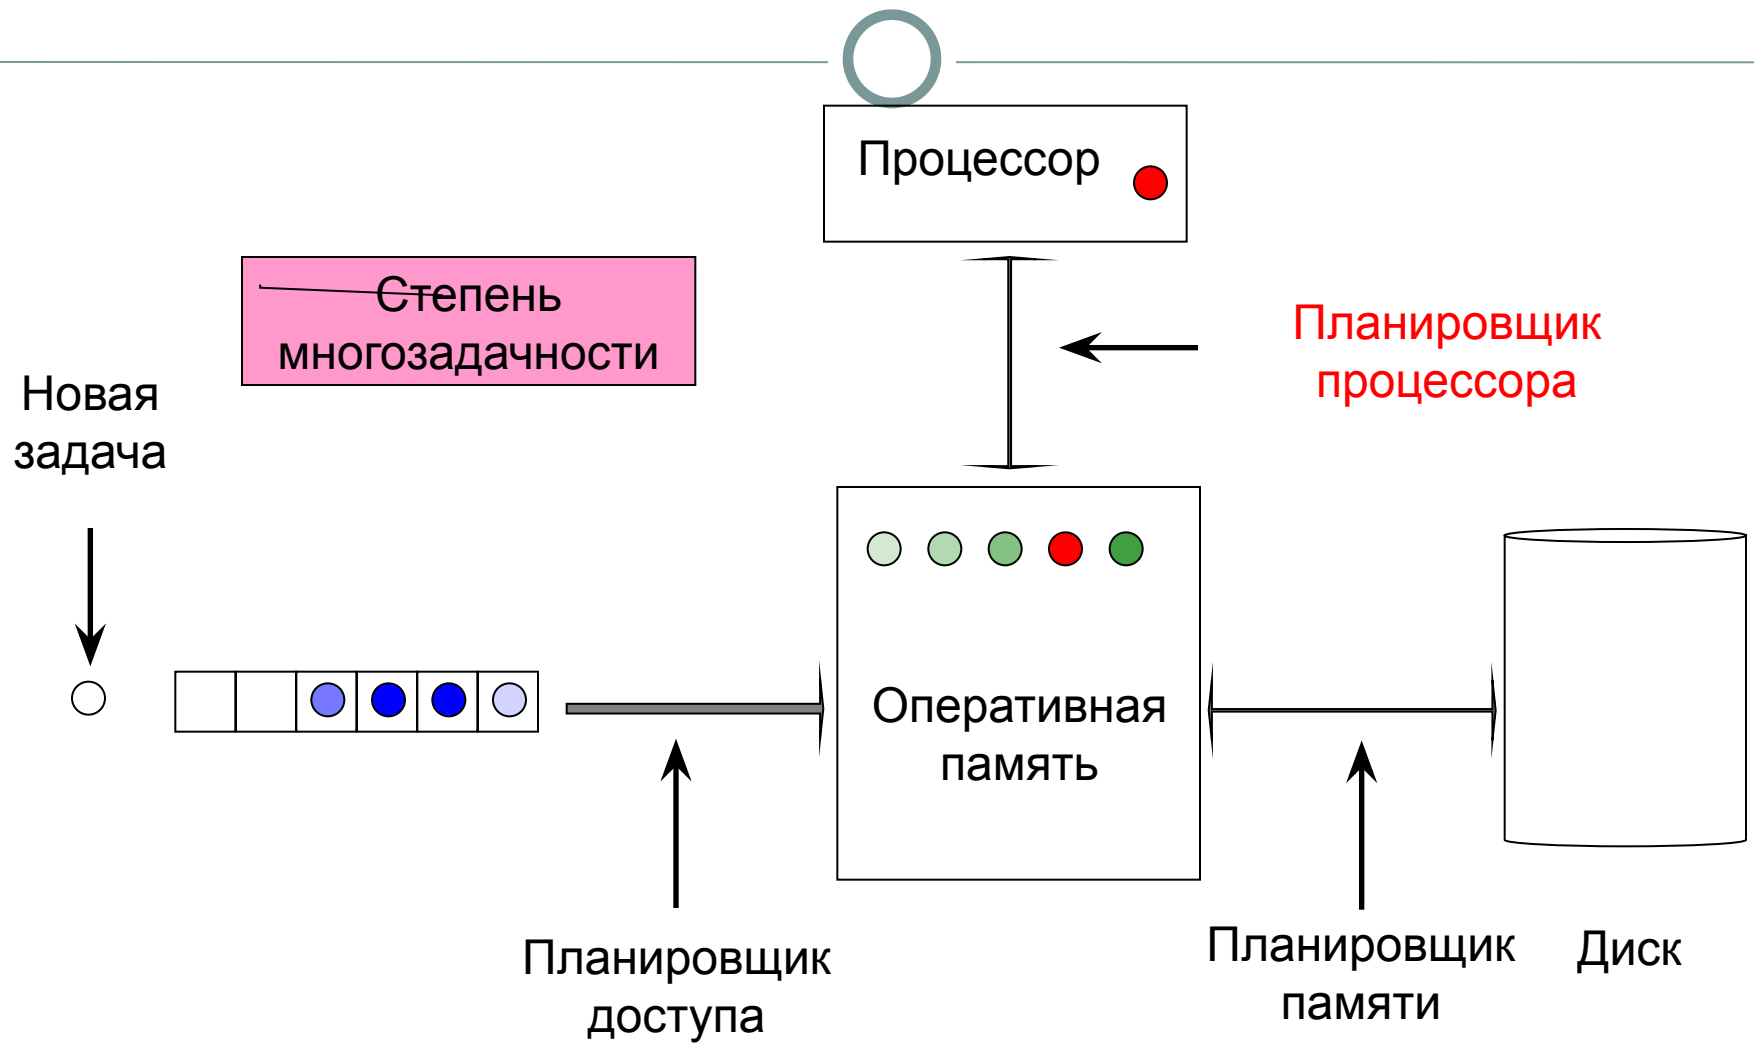 Процессор
Степень
многозадачности
Планировщик
процессора
Новая
задача
Оперативная
память
Планировщик
доступа
Планировщик
памяти
Диск